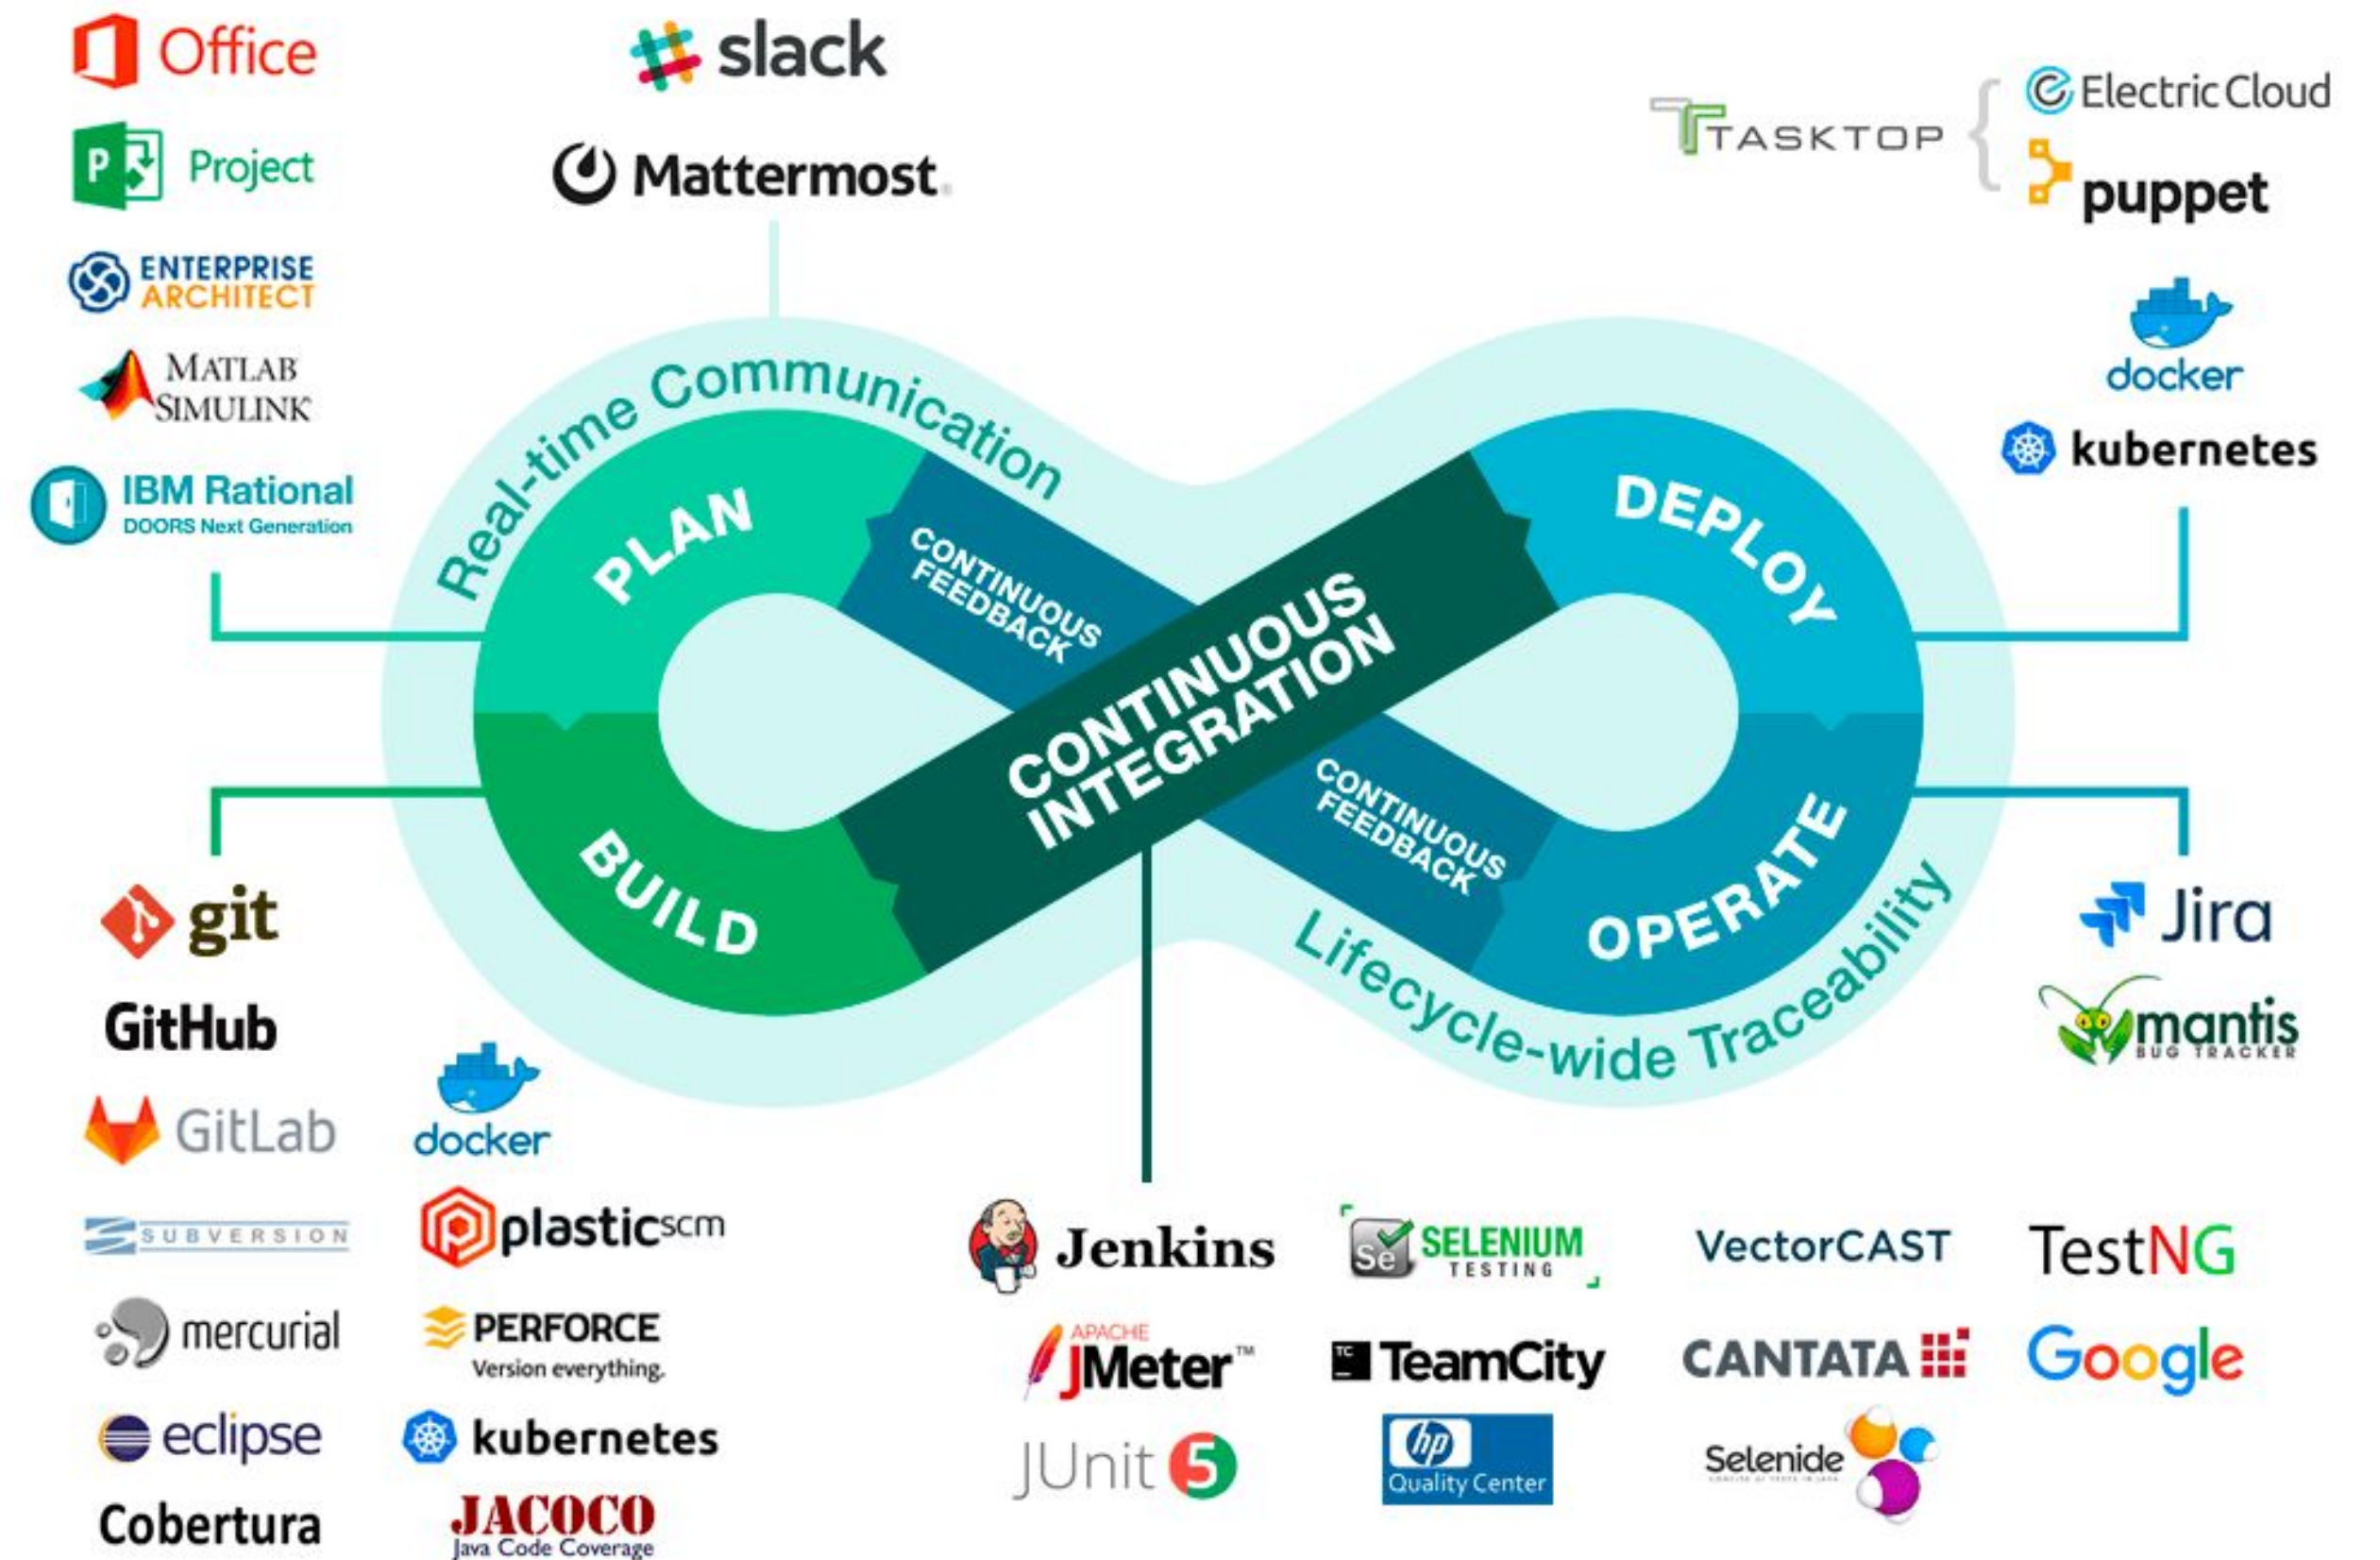 Office
Project
ENTERPRISE
ARCHITECT
MATLAB
SIMULINK
IBM Rational
DOORS Next Generation
slack
Mattermost
TASKTOP
Electric Cloud
puppet
docker
kubernetes
Real-time Communication
PLAN
CONTINUOUS
FEEDBACK
CONTINUOUS
INTEGRATION
DEPLOY
BUILD
CONTINUOUS
FEEDBACK
OPERATE
Lifecycle-wide Traceability
git
GitHub
GitLab
SUBVERSION
mercurial
eclipse
Cobertura
docker
plasticscm
PERFORCE
Version everything.
kubernetes
JACOCO
Java Code Coverage
Jira
mantis
BUG TRACKER
Jenkins
APACHE
JMeter™
JUnit 5
Se
SELENIUM
TESTING
TC
TeamCity
hp
Quality Center
VectorCAST
CANTATA
Selenide
TestNG
Google